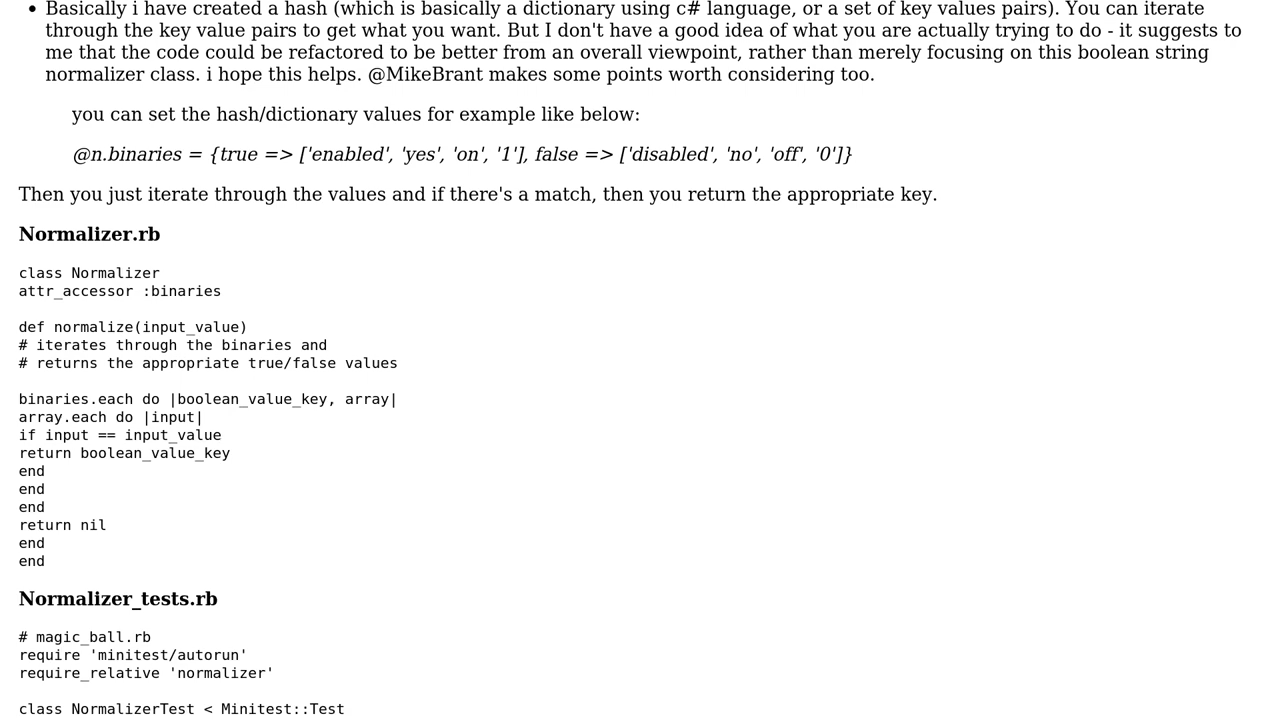 Basically i have created a hash (which is basically a dictionary using c# language, or a set of key values pairs). You can iterate
through the key value pairs to get what you want. But I don't have a good idea of what you are actually trying to do - it suggests to
me that the code could be refactored to be better from an overall viewpoint, rather than merely focusing on this boolean string
normalizer class. i hope this helps. @MikeBrant makes some points worth considering too.
you can set the hash/dictionary values for example like below:
@n.binaries = {true => ['enabled', 'yes', 'on', '1'], false => ['disabled', 'no', 'off', '0']}
Then you just iterate through the values and if there's a match, then you return the appropriate key.
Normalizer.rb
class Normalizer
attr_accessor :binaries
def normalize(input_value)
# iterates through the binaries and
# returns the appropriate true/false values
binaries.each do |boolean_value_key, array|
array.each do |input|
if input == input_value
return boolean_value_key
end
end
end
return nil
end
end
Normalizer_tests.rb
# magic_ball.rb
require 'minitest/autorun'
require_relative 'normalizer'
class NormalizerTest < Minitest::Test